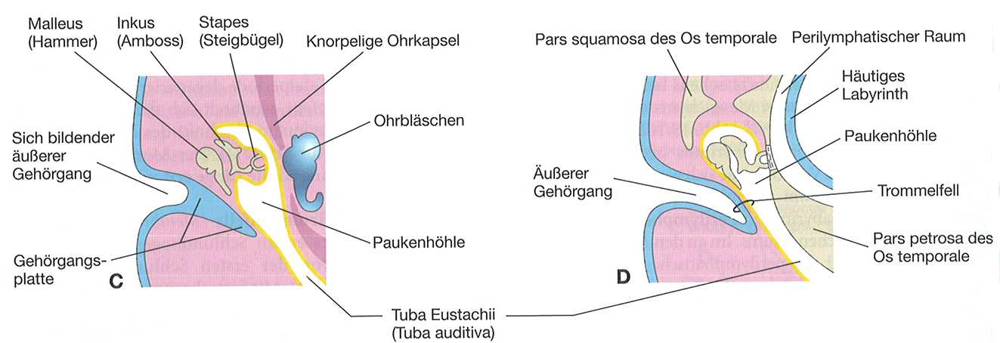 Malleus
(Hammer)
Inkus
(Amboss)
Stapes
(Steigbügel)
Knorpelige Ohrkapsel
Ohrbläschen
Sich bildender
äußerer
Gehörgang
Paukenhöhle
Gehörgangs-
platte
C
Tuba Eustachii
(Tuba auditiva)
Pars squamosa des Os temporale
Perilymphatischer Raum
Häutiges
Labyrinth
Paukenhöhle
Äußerer
Gehörgang
Trommelfell
Pars petrosa des
Os temporale
D